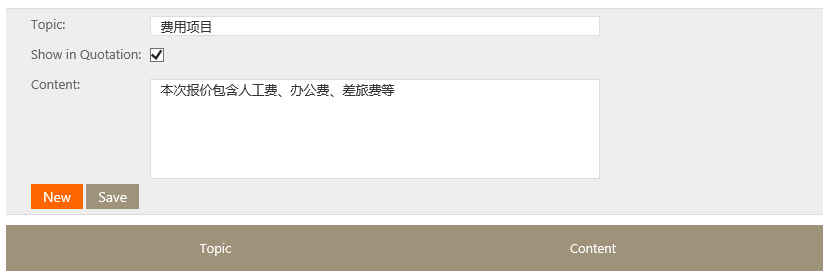 Topic: 费用项目
Show in Quotation:
Content: 本次报价包含人工费、办公费、差旅费等
New Save
Topic Content